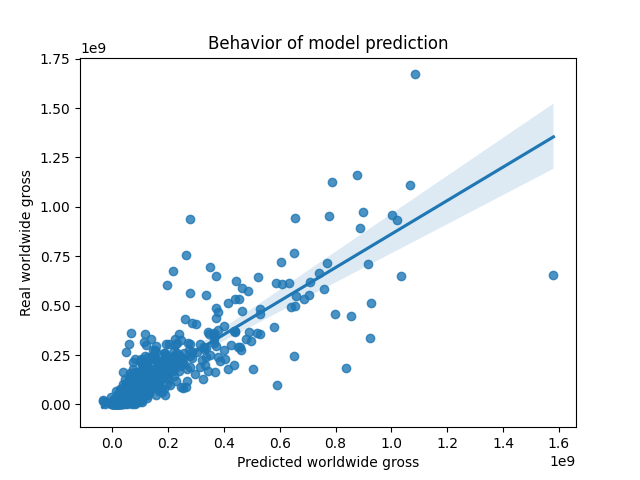 Behavior of model prediction
1e9
1.75
1.50
1.25
1.00
0.75
0.50
0.25
0.00
Real worldwide gross
0.0 0.2 0.4 0.6 0.8 1.0 1.2 1.4 1.6
1e9
Predicted worldwide gross